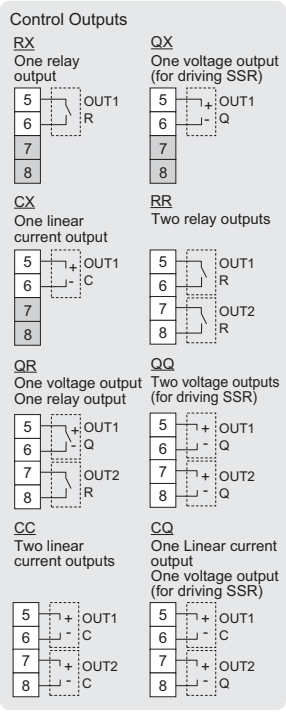 Control Outputs
RX
One relay
output
5
OUT1
6
R
7
8
QX
One voltage output
(for driving SSR)
5
+ OUT1
6
- Q
7
8
CX
One linear
current output
5
+ OUT1
6
- C
7
8
RR
Two relay outputs
5
OUT1
6
R
7
OUT2
8
R
QR
One voltage output
One relay output
5
+ OUT1
6
- Q
7
OUT2
8
R
QQ
Two voltage outputs
(for driving SSR)
5
+ OUT1
6
- Q
7
+ OUT2
8
- Q
CC
Two linear
current outputs
5
+ OUT1
6
- C
7
+ OUT2
8
- C
CQ
One Linear current
output
One voltage output
(for driving SSR)
5
+ OUT1
6
- C
7
+ OUT2
8
- Q